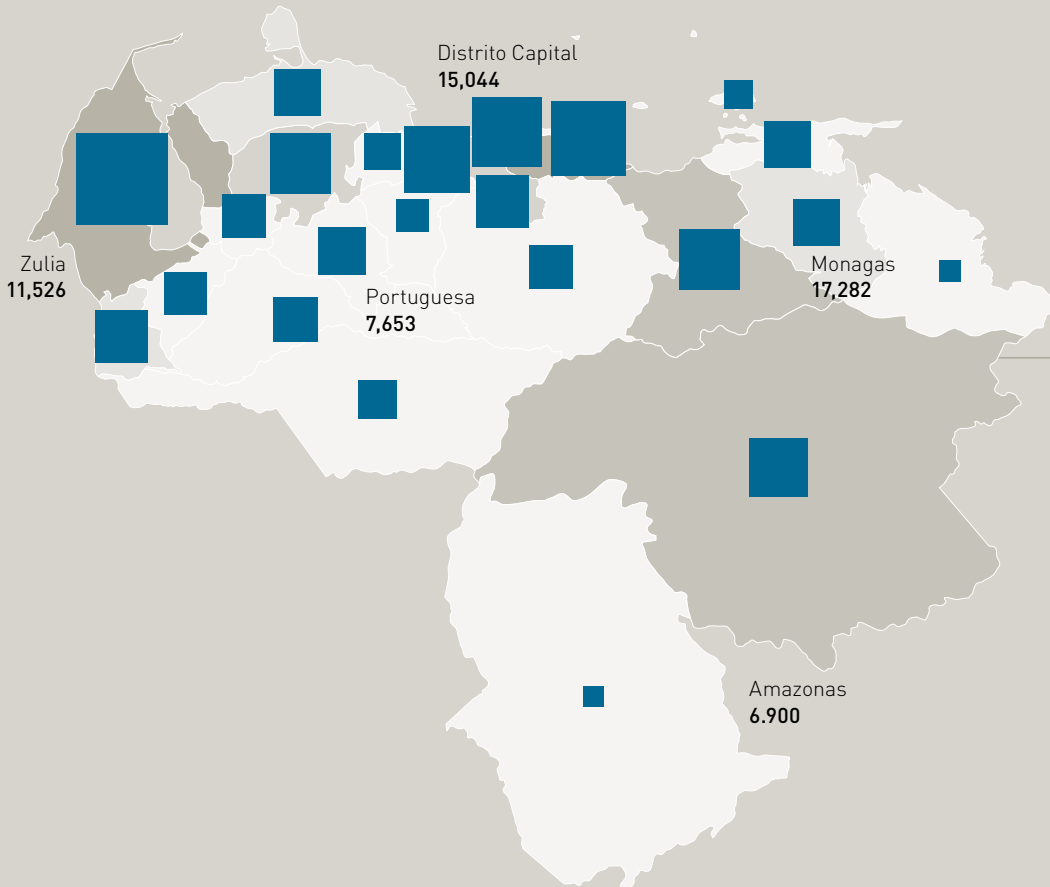 Distrito Capital
15,044
Zulia
11,526
Monagas
17,282
Portuguesa
7,653
Amazonas
6.900